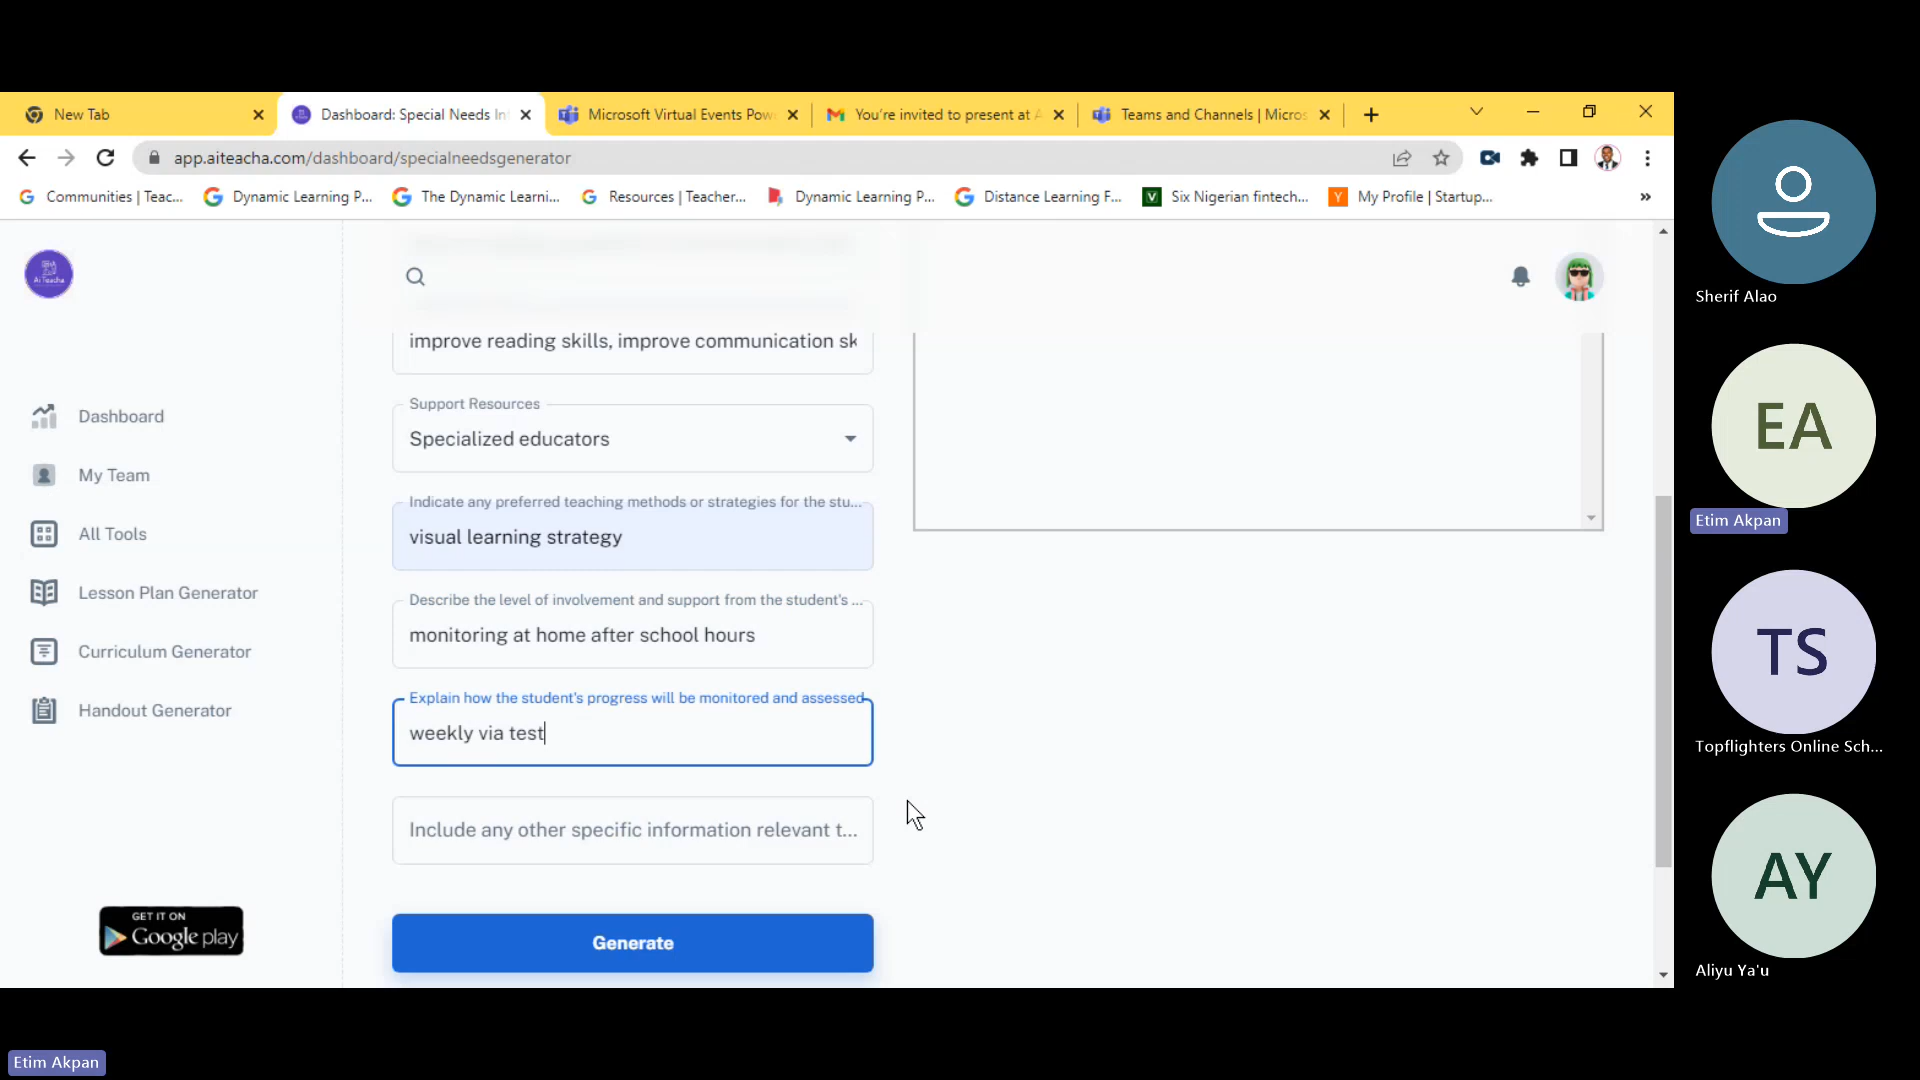 New Tab
Dashboard: Special Needs In
Microsoft Virtual Events Pow
You're invited to present at A
Teams and Channels | Micros
app.aiteacha.com/dashboard/specialneedsgenerator
Communities | Teac...
Dynamic Learning P...
The Dynamic Learni...
Resources | Teacher...
Dynamic Learning P...
Distance Learning F...
Six Nigerian fintech...
My Profile | Startup...
»
Ai Teacha
improve reading skills, improve communication sk
Support Resources
Specialized educators
Indicate any preferred teaching methods or strategies for the stu...
visual learning strategy
Describe the level of involvement and support from the student's ...
monitoring at home after school hours
Explain how the student's progress will be monitored and assessed
weekly via test
Include any other specific information relevant t...
Generate
Dashboard
My Team
All Tools
Lesson Plan Generator
Curriculum Generator
Handout Generator
GET IT ON
Google play
Sherif Alao
EA
Etim Akpan
TS
Topflighters Online Sch...
AY
Aliyu Ya'u
Etim Akpan